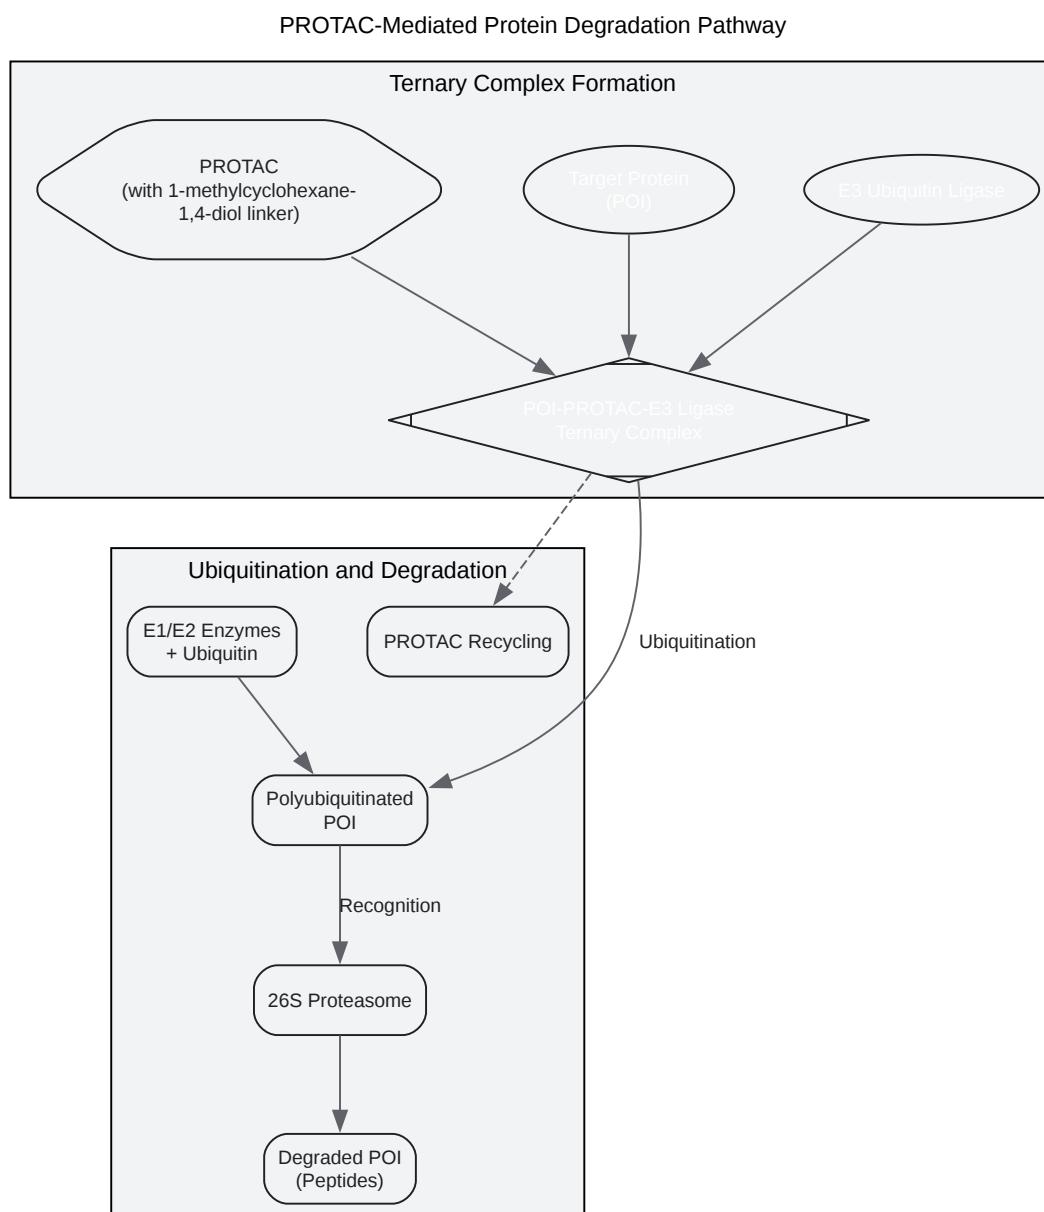 PROTAC-Mediated Protein Degradation Pathway
Ternary Complex Formation
PROTAC
(with 1-methylcyclohexane-
1,4-diol linker)
Target Protein
(POI)
E3 Ubiquitin Ligase
POI-PROTAC-E3 Ligase
Ternary Complex
Ubiquitination and Degradation
E1/E2 Enzymes
+ Ubiquitin
PROTAC Recycling
Ubiquitination
Polyubiquitinated
POI
Recognition
26S Proteasome
Degraded POI
(Peptides)